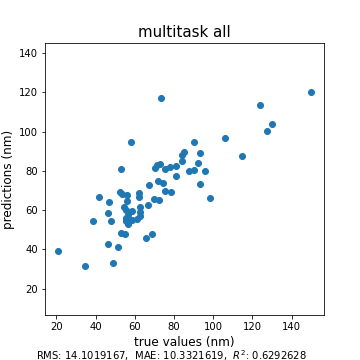 multitask all
140
120
100
80
60
40
20
predictions (nm)
20 40 60 80 100 120 140
true values (nm)
RMS: 14.1019167, MAE: 10.3321619, R²: 0.6292628